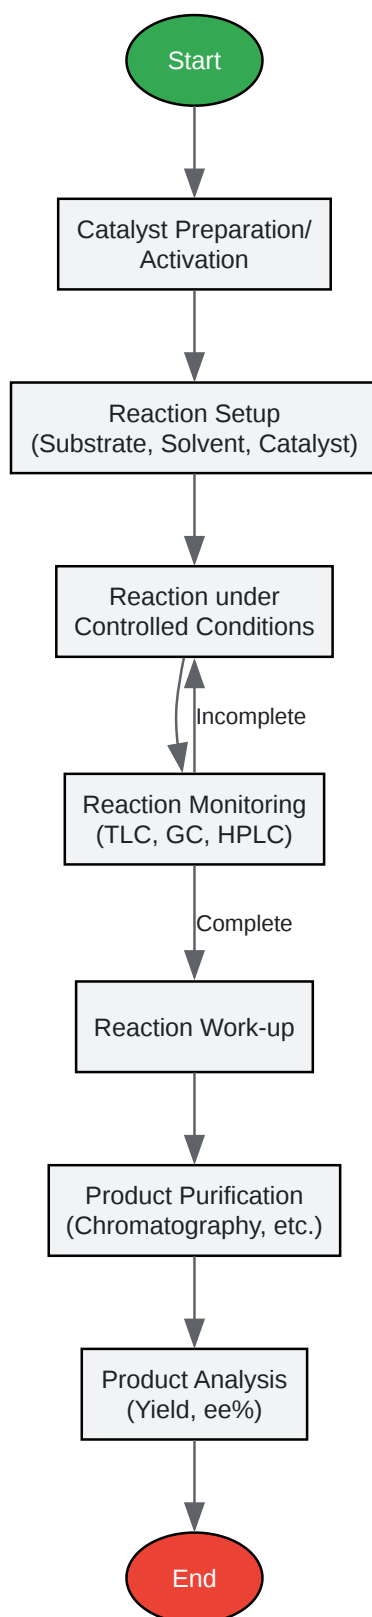 Start
Catalyst Preparation/
Activation
Reaction Setup
(Substrate, Solvent, Catalyst)
Reaction under
Controlled Conditions
Incomplete
Reaction Monitoring
(TLC, GC, HPLC)
Complete
Reaction Work-up
Product Purification
(Chromatography, etc.)
Product Analysis
(Yield, ee%)
End